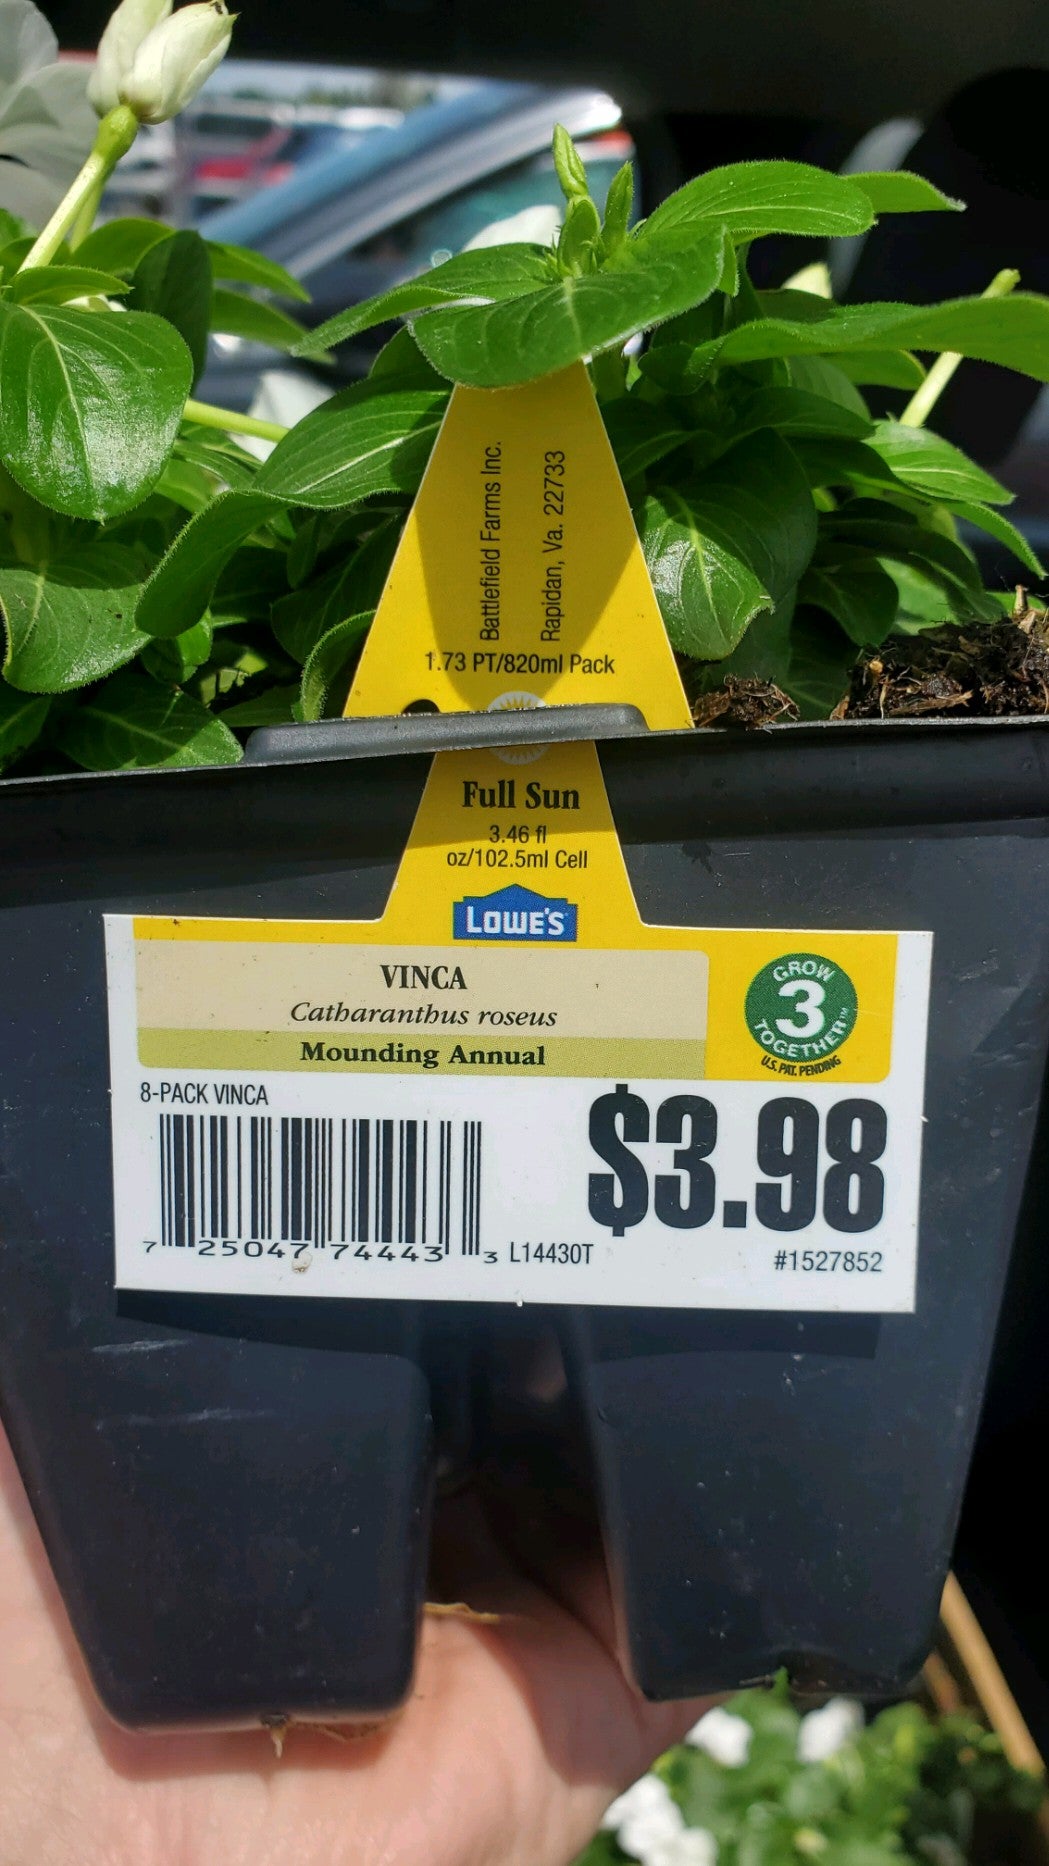 Battlefield Farms Inc.
Rapidan, Va. 22733
1.73 PT/820ml Pack
Full Sun
3.46 fl
oz/102.5ml Cell
LOWE'S
VINCA
Catharanthus roseus
Mounding Annual
GROW
3
TOGETHER™
U.S. PAT. PENDING
8-PACK VINCA
$3.98
7 25047 74443 3
L14430T
#1527852